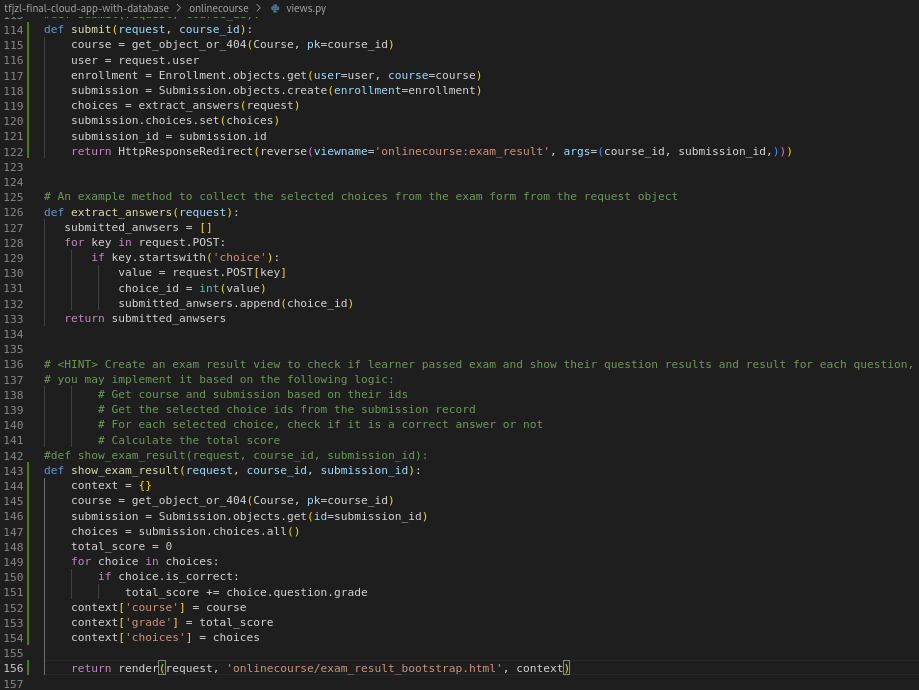 tfjzl-final-cloud-app-with-database > onlinecourse > views.py
113 #def submit(request, course_id):
114 def submit(request, course_id):
115     course = get_object_or_404(Course, pk=course_id)
116     user = request.user
117     enrollment = Enrollment.objects.get(user=user, course=course)
118     submission = Submission.objects.create(enrollment=enrollment)
119     choices = extract_answers(request)
120     submission.choices.set(choices)
121     submission_id = submission.id
122     return HttpResponseRedirect(reverse(viewname='onlinecourse:exam_result', args=(course_id, submission_id,)))
123
124
125 # An example method to collect the selected choices from the exam form from the request object
126 def extract_answers(request):
127    submitted_anwsers = []
128    for key in request.POST:
129        if key.startswith('choice'):
130            value = request.POST[key]
131            choice_id = int(value)
132            submitted_anwsers.append(choice_id)
133    return submitted_anwsers
134
135
136 # <HINT> Create an exam result view to check if learner passed exam and show their question results and result for each question,
137 # you may implement it based on the following logic:
138         # Get course and submission based on their ids
139         # Get the selected choice ids from the submission record
140         # For each selected choice, check if it is a correct answer or not
141         # Calculate the total score
142 #def show_exam_result(request, course_id, submission_id):
143 def show_exam_result(request, course_id, submission_id):
144     context = {}
145     course = get_object_or_404(Course, pk=course_id)
146     submission = Submission.objects.get(id=submission_id)
147     choices = submission.choices.all()
148     total_score = 0
149     for choice in choices:
150         if choice.is_correct:
151             total_score += choice.question.grade
152     context['course'] = course
153     context['grade'] = total_score
154     context['choices'] = choices
155
156     return render(request, 'onlinecourse/exam_result_bootstrap.html', context)
157